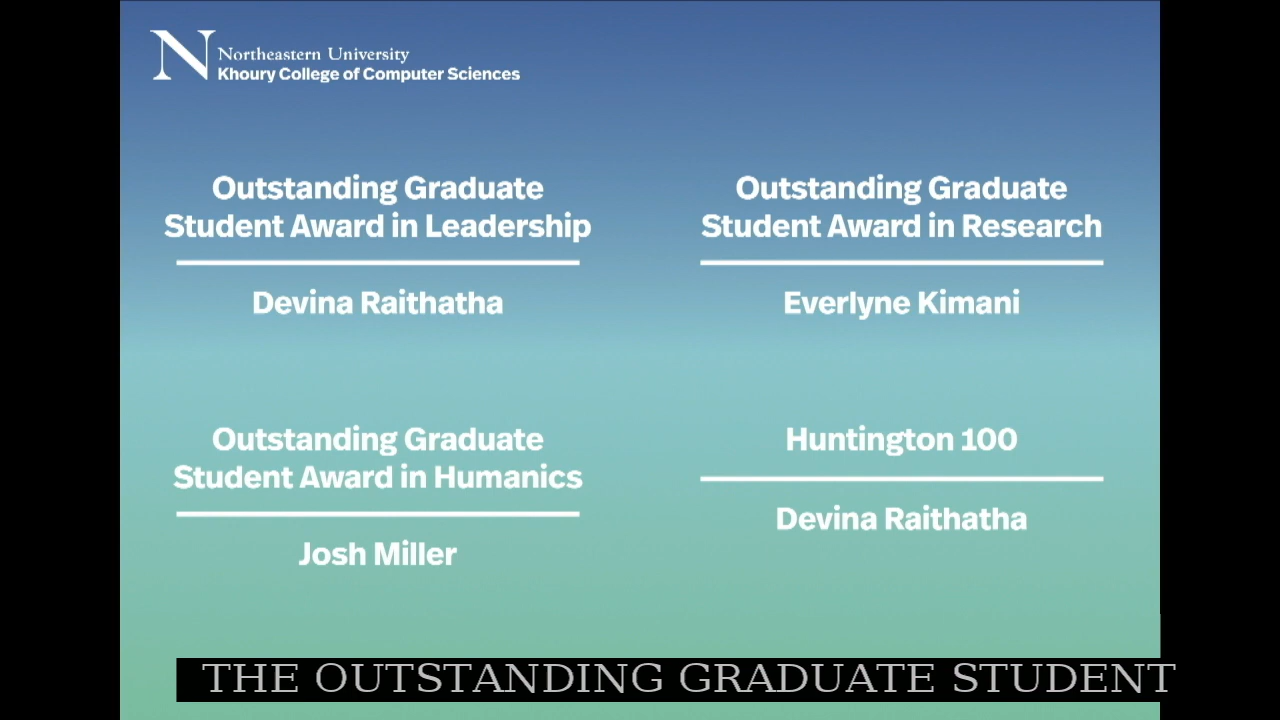 Northeastern University
Khoury College of Computer Sciences
Outstanding Graduate
Student Award in Leadership
Devina Raithatha
Outstanding Graduate
Student Award in Research
Everlyne Kimani
Outstanding Graduate
Student Award in Humanics
Josh Miller
Huntington 100
Devina Raithatha
THE OUTSTANDING GRADUATE STUDENT